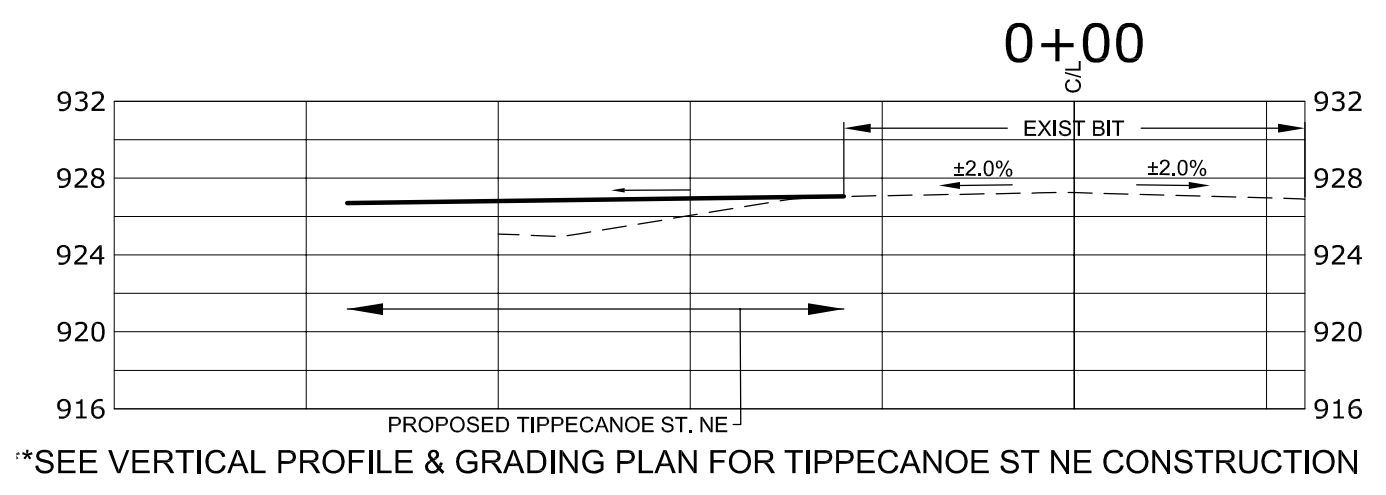 0+00
C/L
932 932
EXIST BIT
±2.0% ±2.0%
928 928
924 924
920 920
916 916
PROPOSED TIPPECANOE ST. NE
**SEE VERTICAL PROFILE & GRADING PLAN FOR TIPPECANOE ST NE CONSTRUCTION